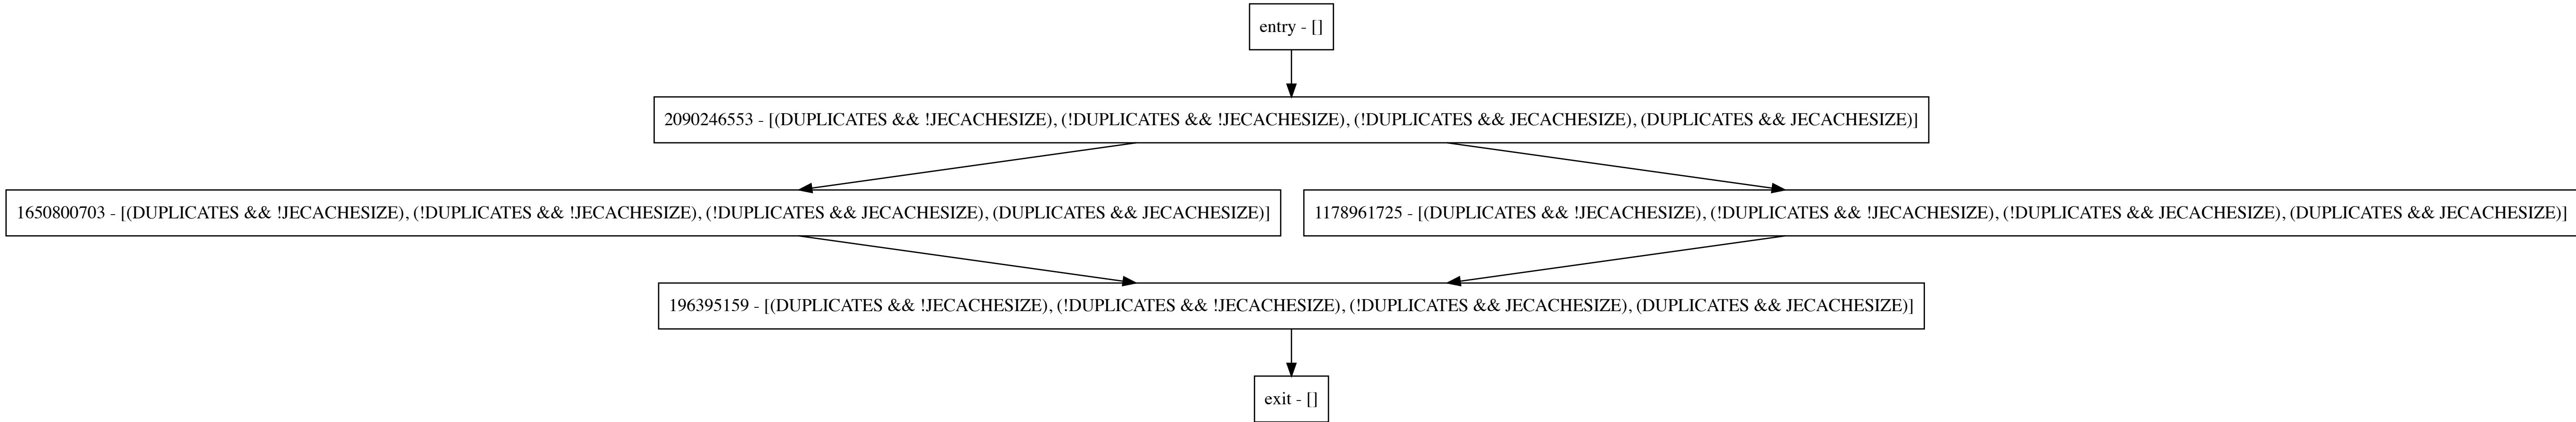 entry - []
2090246553 - [(DUPLICATES && !JECACHESIZE), (!DUPLICATES && !JECACHESIZE), (!DUPLICATES && JECACHESIZE), (DUPLICATES && JECACHESIZE)]
1650800703 - [(DUPLICATES && !JECACHESIZE), (!DUPLICATES && !JECACHESIZE), (!DUPLICATES && JECACHESIZE), (DUPLICATES && JECACHESIZE)]
1178961725 - [(DUPLICATES && !JECACHESIZE), (!DUPLICATES && !JECACHESIZE), (!DUPLICATES && JECACHESIZE), (DUPLICATES && JECACHESIZE)]
196395159 - [(DUPLICATES && !JECACHESIZE), (!DUPLICATES && !JECACHESIZE), (!DUPLICATES && JECACHESIZE), (DUPLICATES && JECACHESIZE)]
exit - []